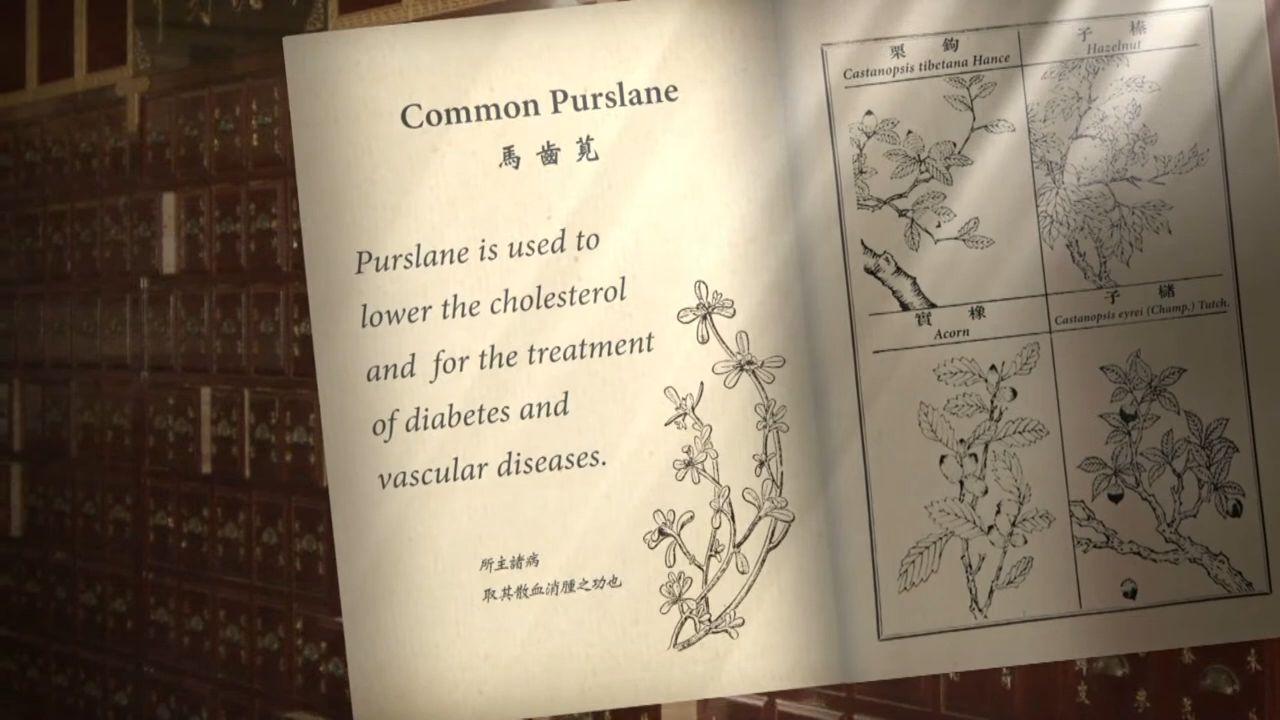 Common Purslane
馬齒莧
Purslane is used to
lower the cholesterol
and for the treatment
of diabetes and
vascular diseases.
所主諸病
取其散血消腫之功也
栗 鉤
Castanopsis tibetana Hance
子 榛
Hazelnut
實 橡
Acorn
子 櫧
Castanopsis eyrei (Champ.) Tutch.